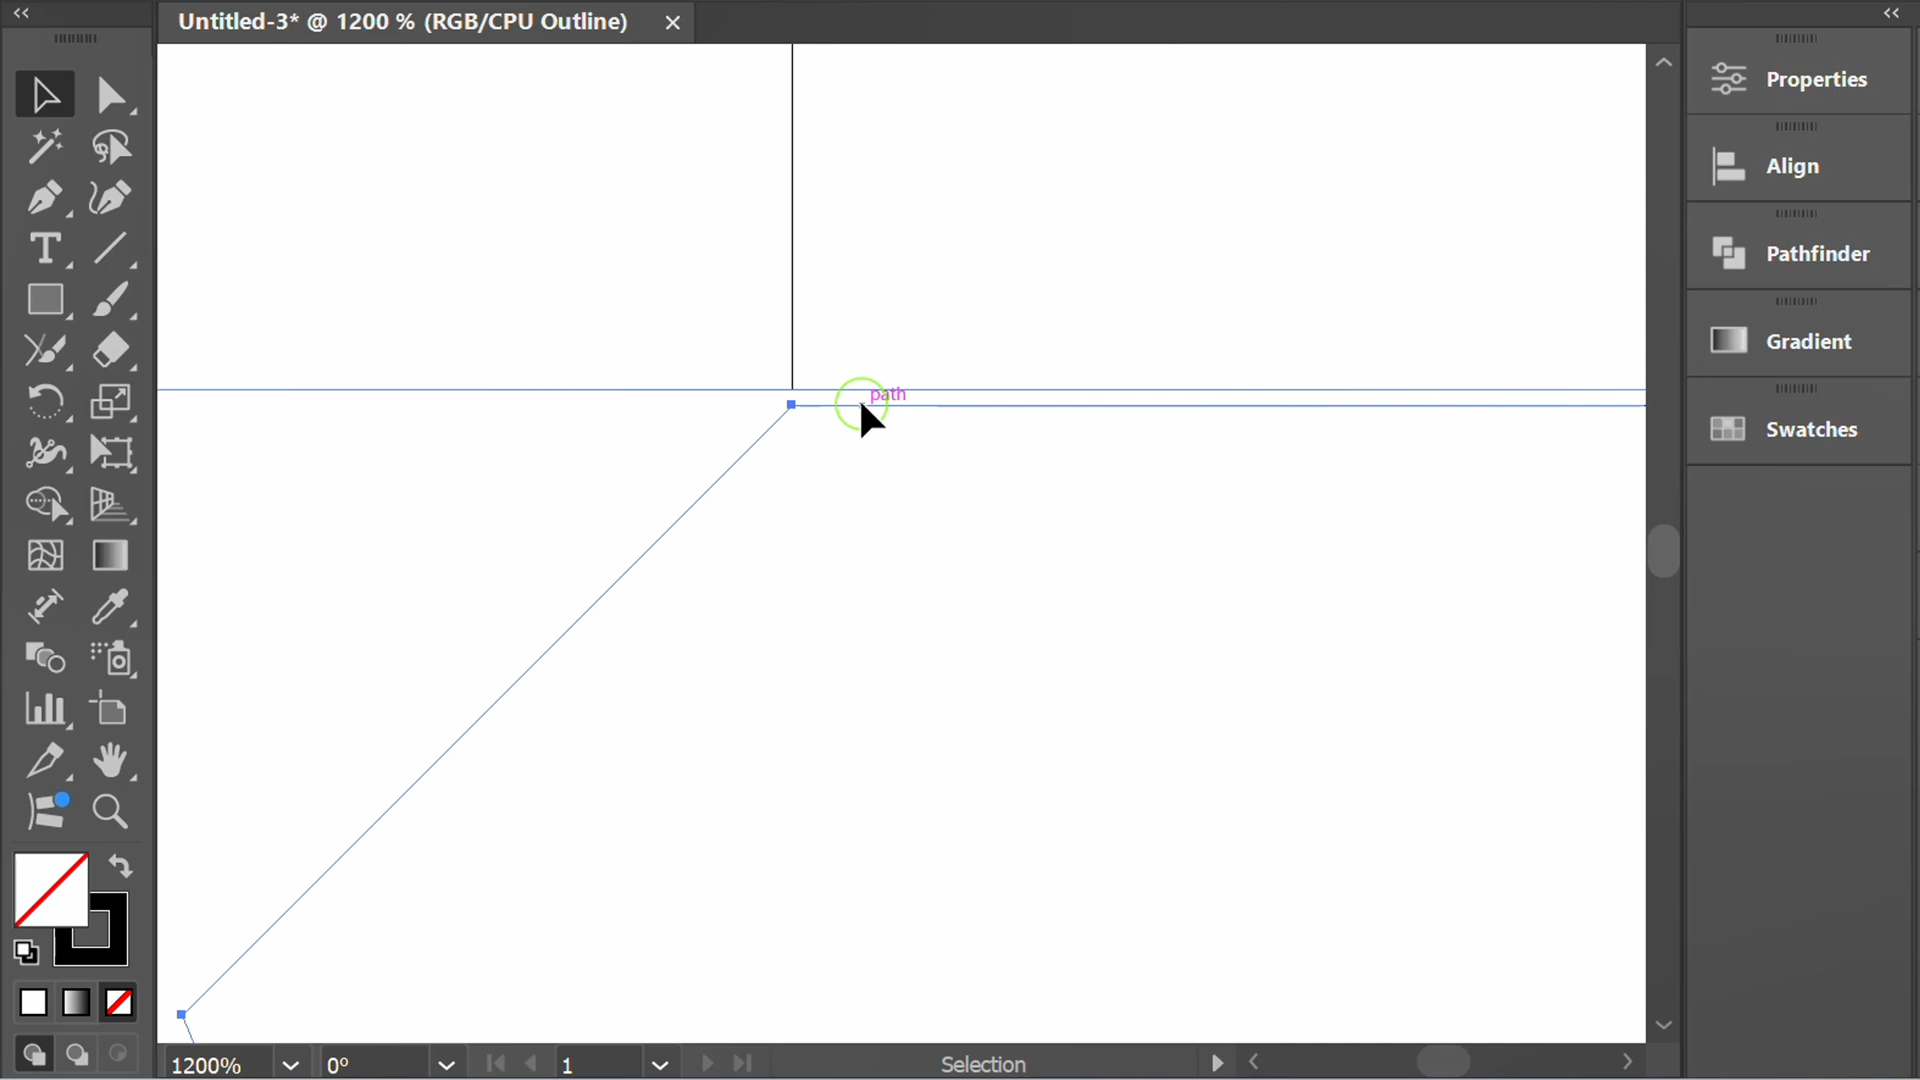 Untitled-3* @ 1200 % (RGB/CPU Outline)
Properties
Align
Pathfinder
Gradient
Swatches
path
1200%
0°
1
Selection